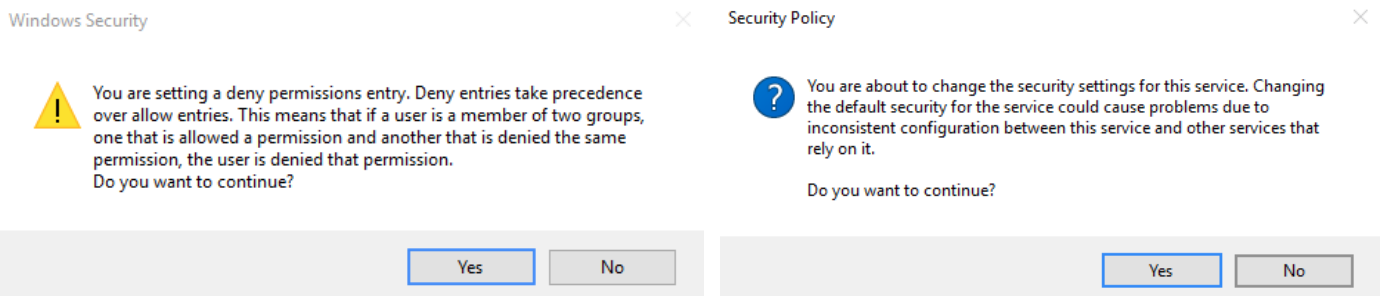 Windows Security
You are setting a deny permissions entry. Deny entries take precedence
over allow entries. This means that if a user is a member of two groups,
one that is allowed a permission and another that is denied the same
permission, the user is denied that permission.
Do you want to continue?
Yes
No
Security Policy
You are about to change the security settings for this service. Changing
the default security for the service could cause problems due to
inconsistent configuration between this service and other services that
rely on it.
Do you want to continue?
Yes
No